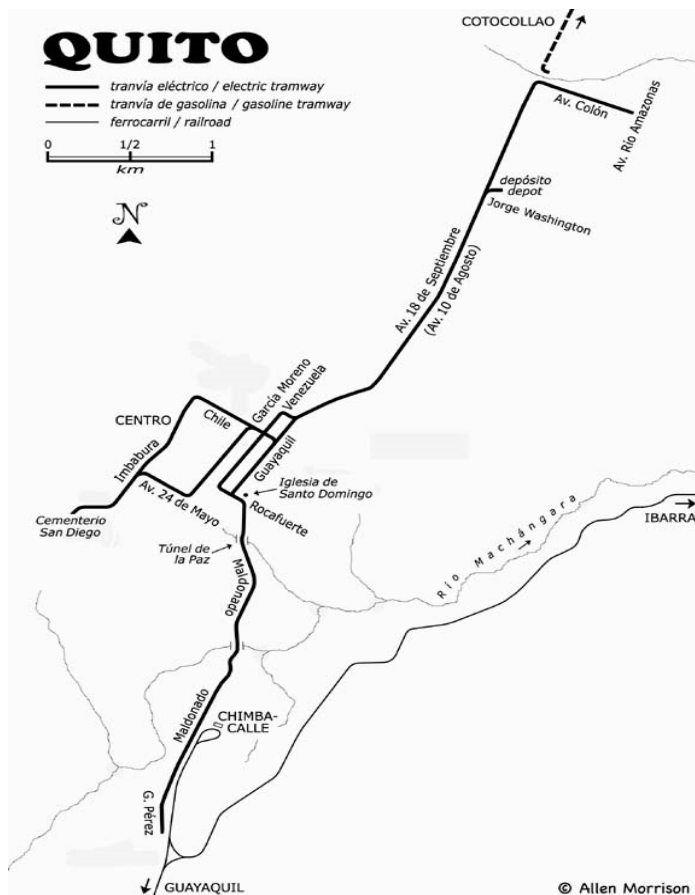 QUITO
COTOCOLLAO
tranvía eléctrico / electric tramway
tranvía de gasolina / gasoline tramway
ferrocarril / railroad
0 1/2 1
km
N
Av. Colón
Av. Río Amazonas
depósito
depot
Jorge Washington
Av. 18 de Septiembre
(Av. 10 de Agosto)
García Moreno
Venezuela
CENTRO
Chile
Guayaquil
Imbabura
Av. 24 de Mayo
Iglesia de
Santo Domingo
Rocafuerte
Cementerio
San Diego
Túnel de
la Paz
IBARRA
Río Machángara
Maldonado
Maldonado
CHIMBA-
CALLE
G. Pérez
GUAYAQUIL
© Allen Morrison